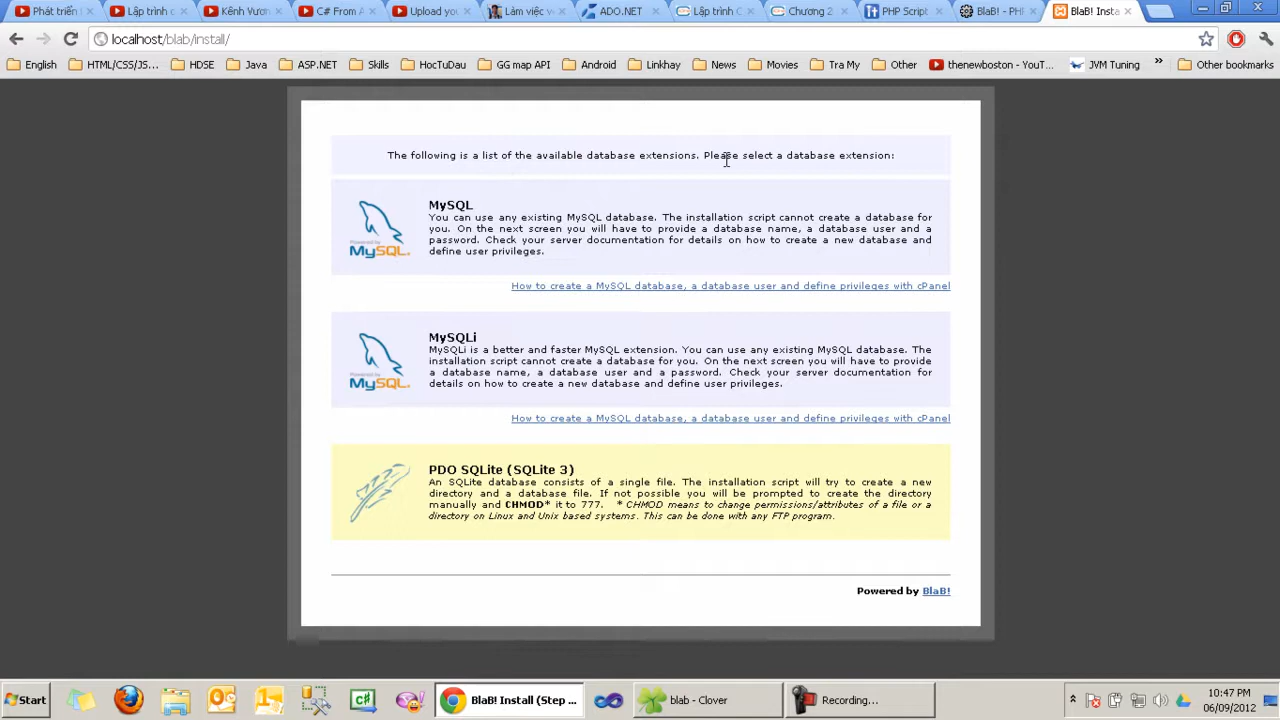 Phát triển
Lập trình c
Kênh Vươn
C# From A
Upload yo
Làm việc
ADO.NET
Lập trình C
Chương 2
PHP Script
BlaB! - PH
BlaB! Insta
localhost/blab/install/
English
HTML/CSS/JS...
HDSE
Java
ASP.NET
Skills
HocTuDau
GG map API
Android
Linkhay
News
Movies
Tra My
Other
thenewboston - YouT...
JVM Tuning
»
Other bookmarks
The following is a list of the available database extensions. Please select a database extension:
MySQL
You can use any existing MySQL database. The installation script cannot create a database for
you. On the next screen you will have to provide a database name, a database user and a
password. Check your server documentation for details on how to create a new database and
define user privileges.
Powered by
MySQL
How to create a MySQL database, a database user and define privileges with cPanel
MySQLi
MySQLi is a better and faster MySQL extension. You can use any existing MySQL database. The
installation script cannot create a database for you. On the next screen you will have to provide
a database name, a database user and a password. Check your server documentation for
details on how to create a new database and define user privileges.
Powered by
MySQL
How to create a MySQL database, a database user and define privileges with cPanel
PDO SQLite (SQLite 3)
An SQLite database consists of a single file. The installation script will try to create a new
directory and a database file. If not possible you will be prompted to create the directory
manually and CHMOD* it to 777. * CHMOD means to change permissions/attributes of a file or a
directory on Linux and Unix based systems. This can be done with any FTP program.
Powered by BlaB!
Start
BlaB! Install (Step ...
blab - Clover
Recording...
10:47 PM
06/09/2012